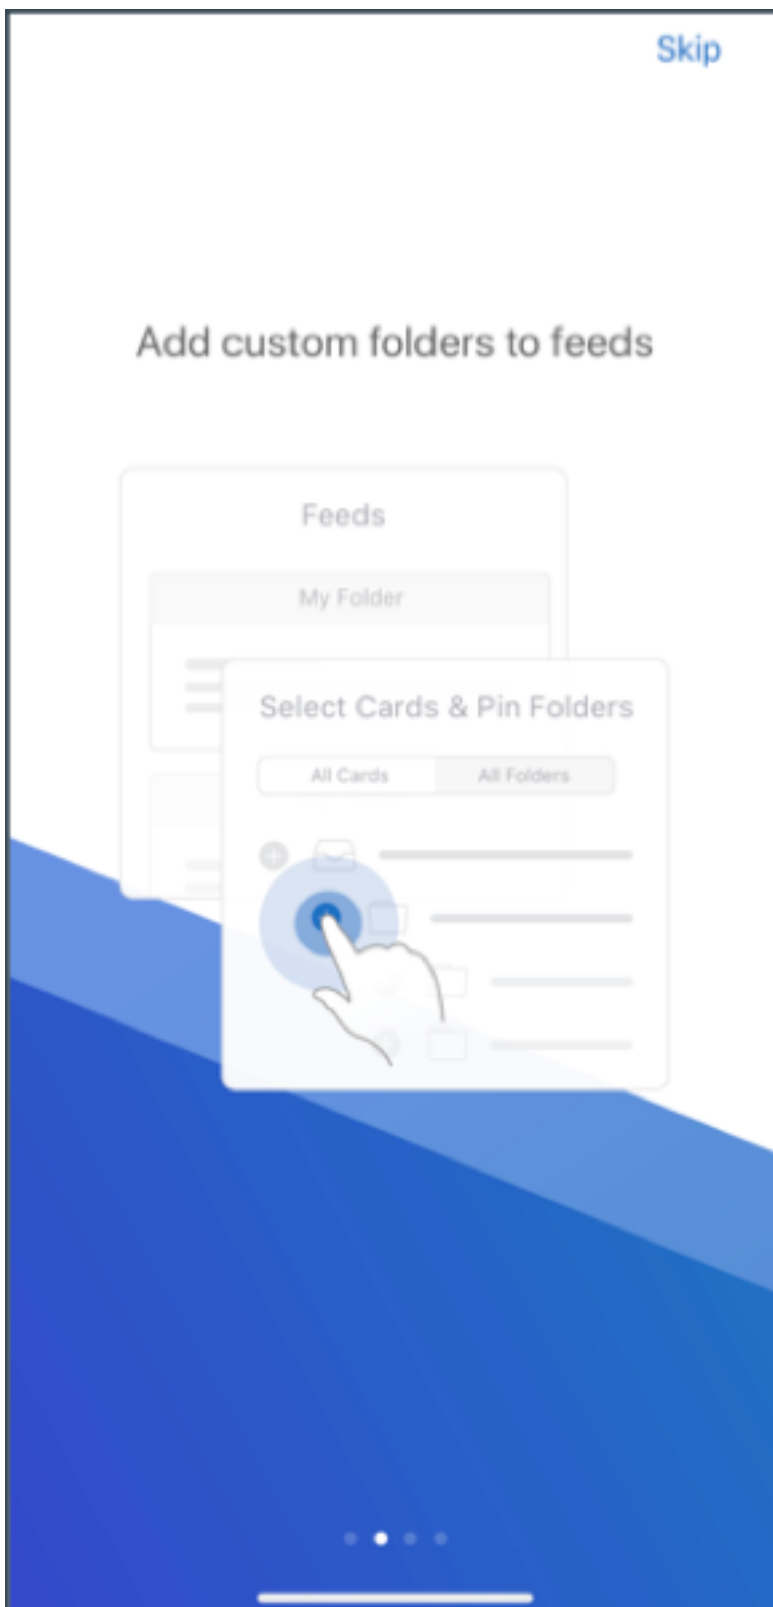 Skip
Add custom folders to feeds
Feeds
My Folder
Select Cards & Pin Folders
All Cards
All Folders